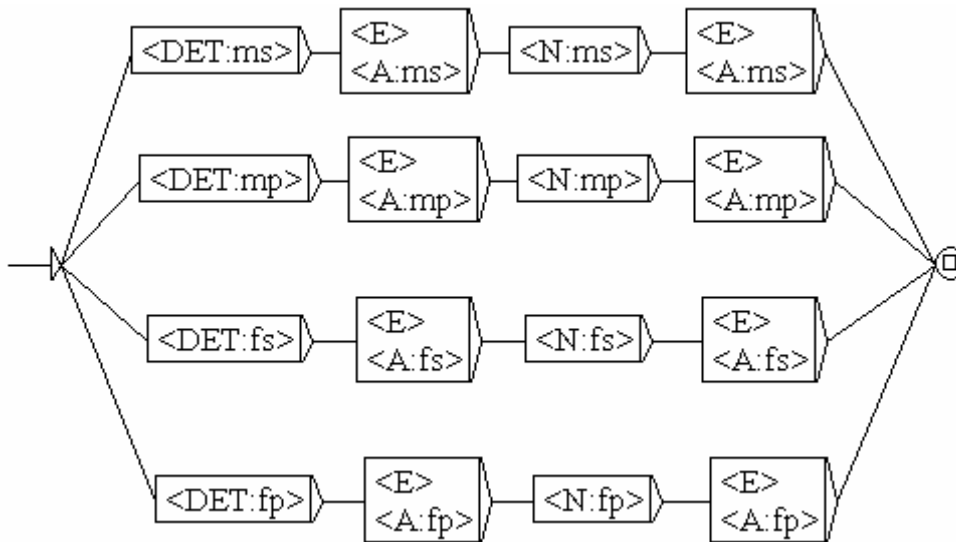 <DET:ms> <E> <A:ms> <N:ms> <E> <A:ms>
<DET:mp> <E> <A:mp> <N:mp> <E> <A:mp>
<DET:fs> <E> <A:fs> <N:fs> <E> <A:fs>
<DET:fp> <E> <A:fp> <N:fp> <E> <A:fp>